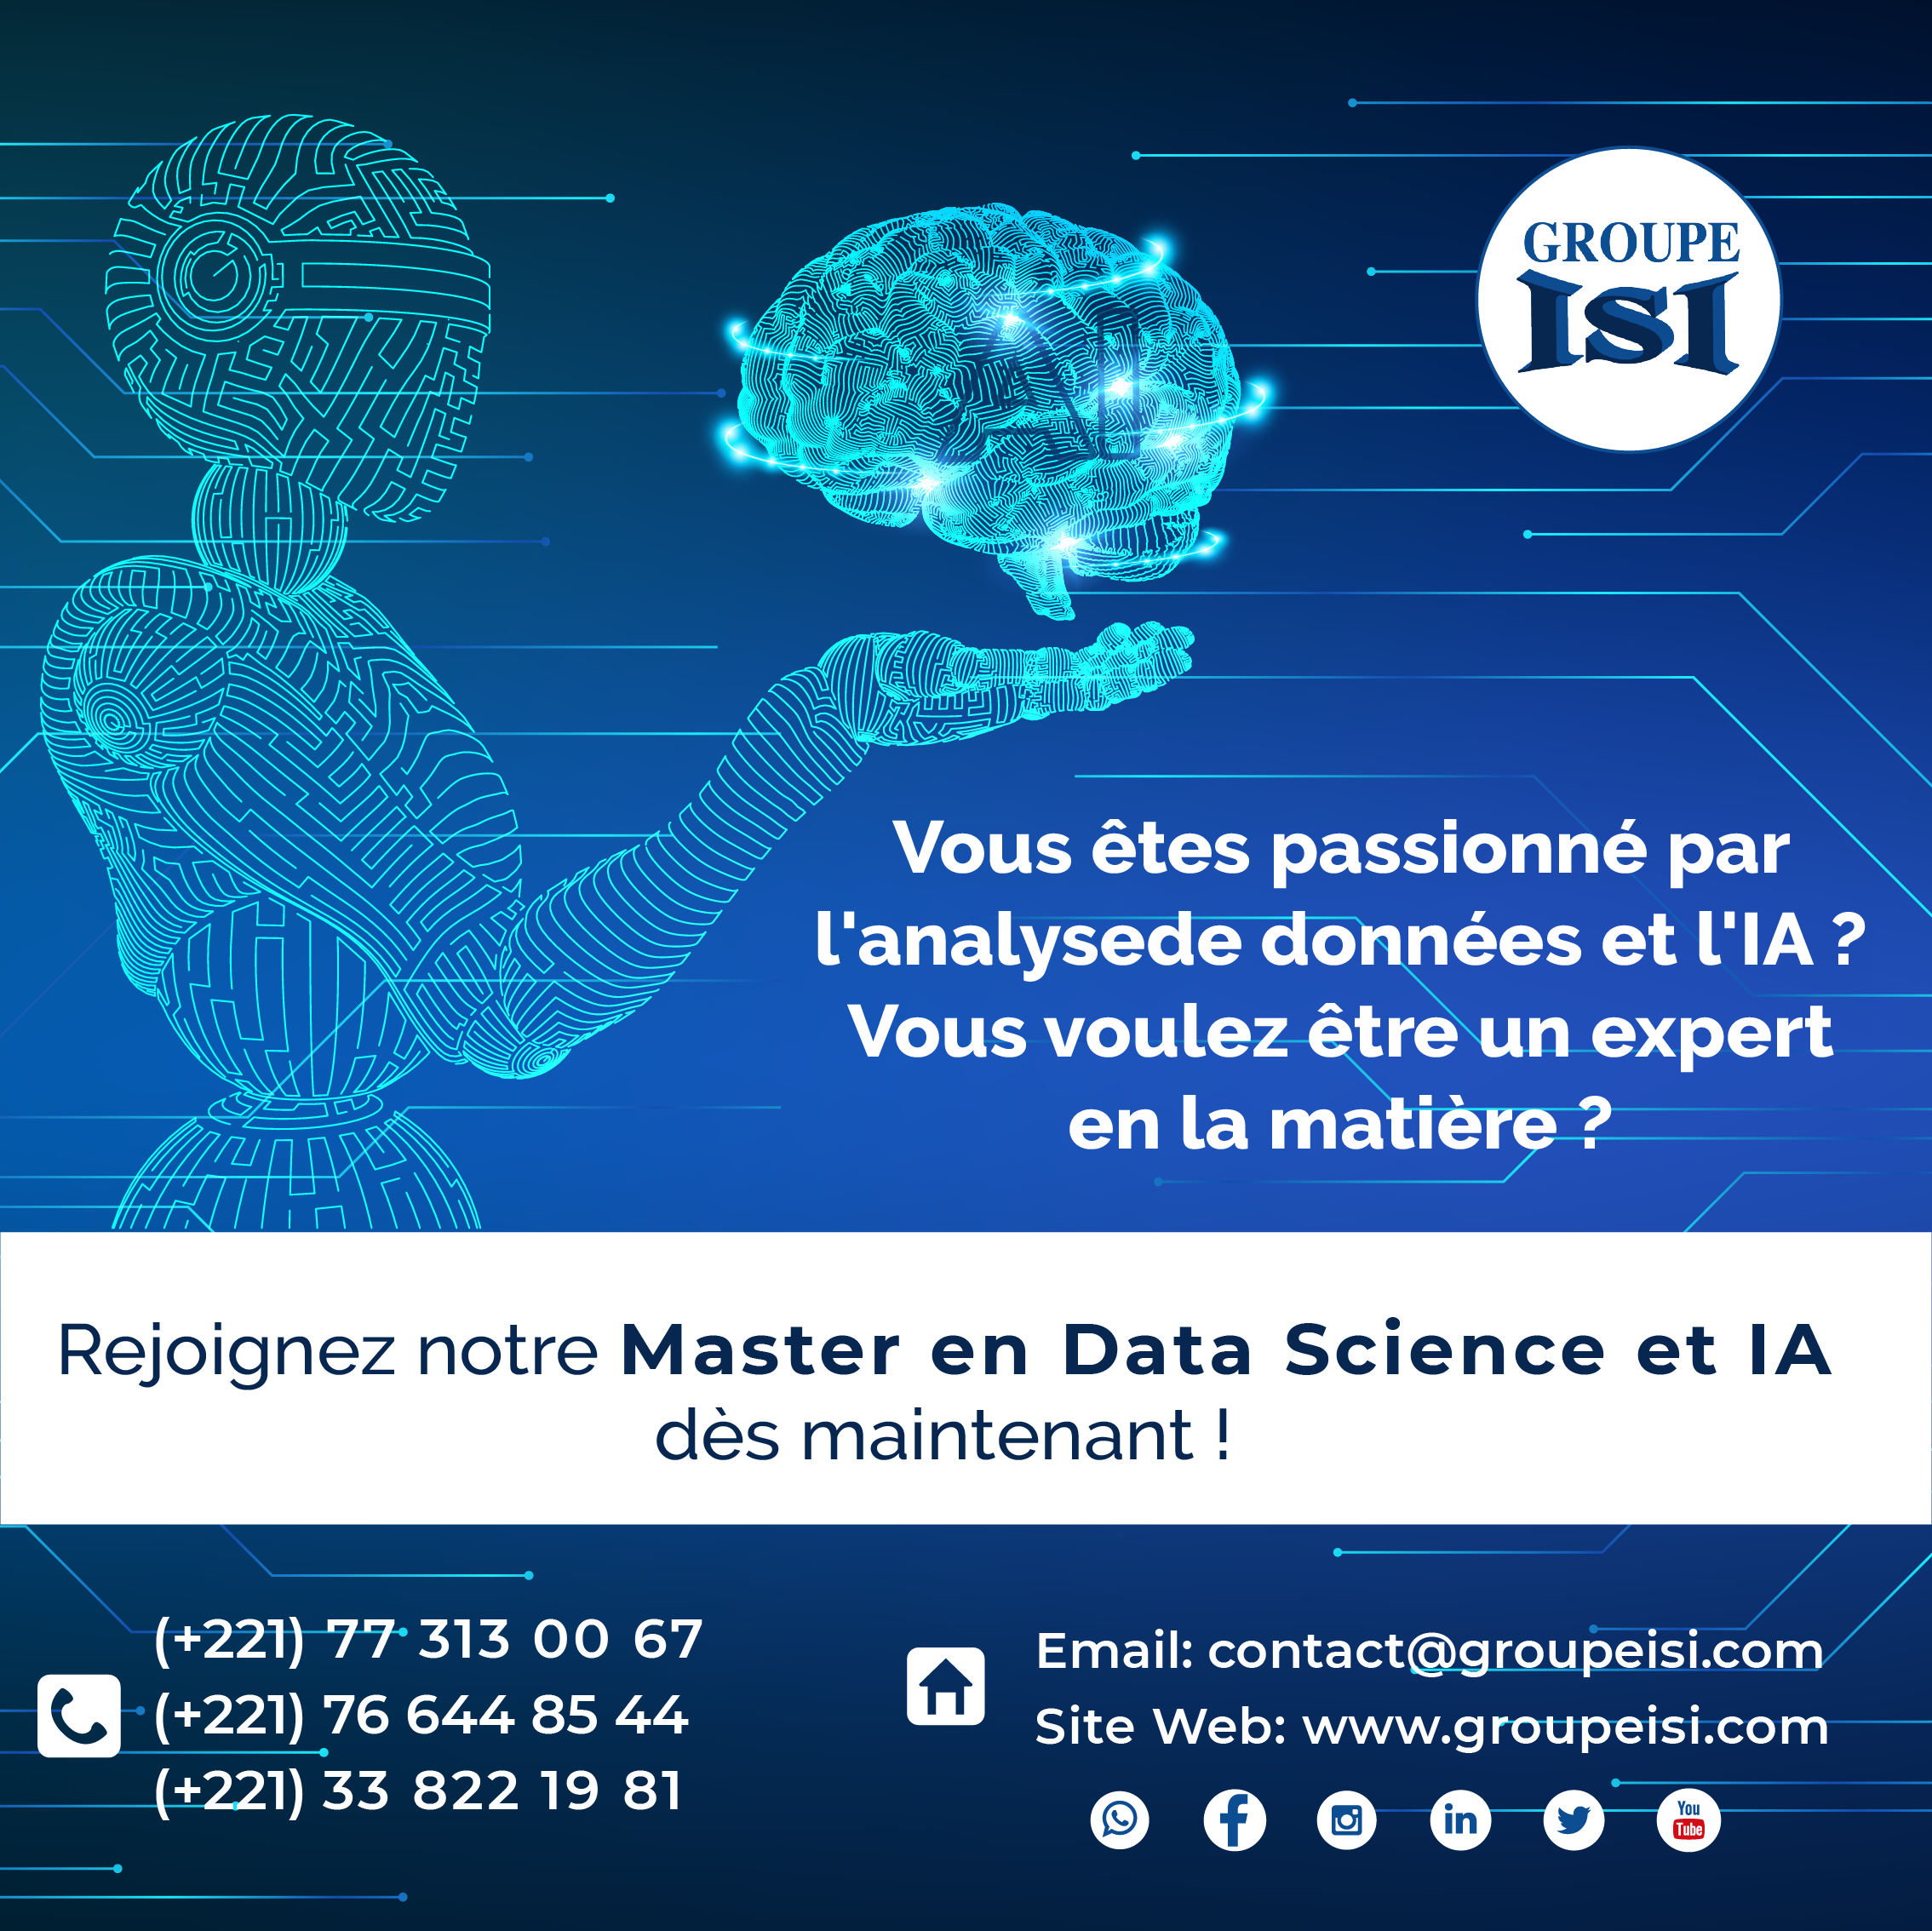 GROUPE
ISI
AI
Vous êtes passionné par
l'analysede données et l'IA ?
Vous voulez être un expert
en la matière ?
Rejoignez notre Master en Data Science et IA
dès maintenant !
(+221) 77 313 00 67
(+221) 76 644 85 44
(+221) 33 822 19 81
Email: contact@groupeisi.com
Site Web: www.groupeisi.com
in
You
Tube